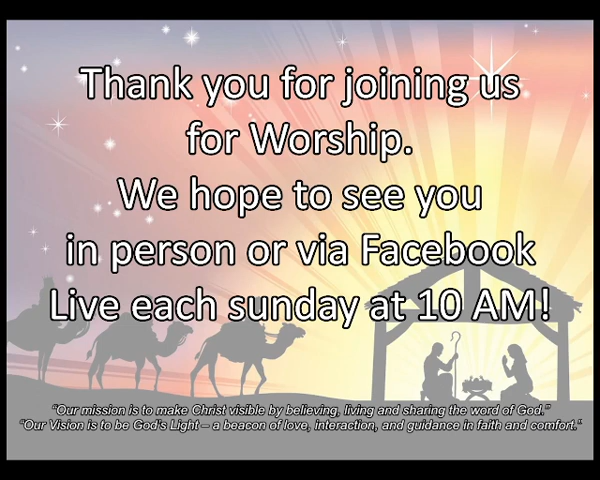 Thank you for joining us
for Worship.
We hope to see you
in person or via Facebook
Live each sunday at 10 AM!
“Our mission is to make Christ visible by believing, living and sharing the word of God.”
“Our Vision is to be God’s Light – a beacon of love, interaction, and guidance in faith and comfort.”